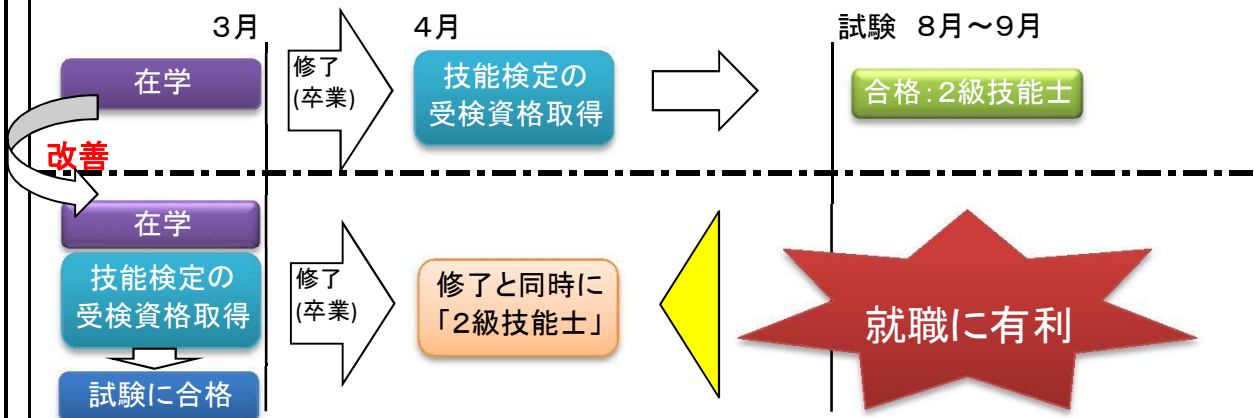 3月
4月
試験 8月～9月
在学
修了
(卒業)
技能検定の
受検資格取得
合格：2級技能士
改善
在学
技能検定の
受検資格取得
試験に合格
修了
(卒業)
修了と同時に
「2級技能士」
就職に有利